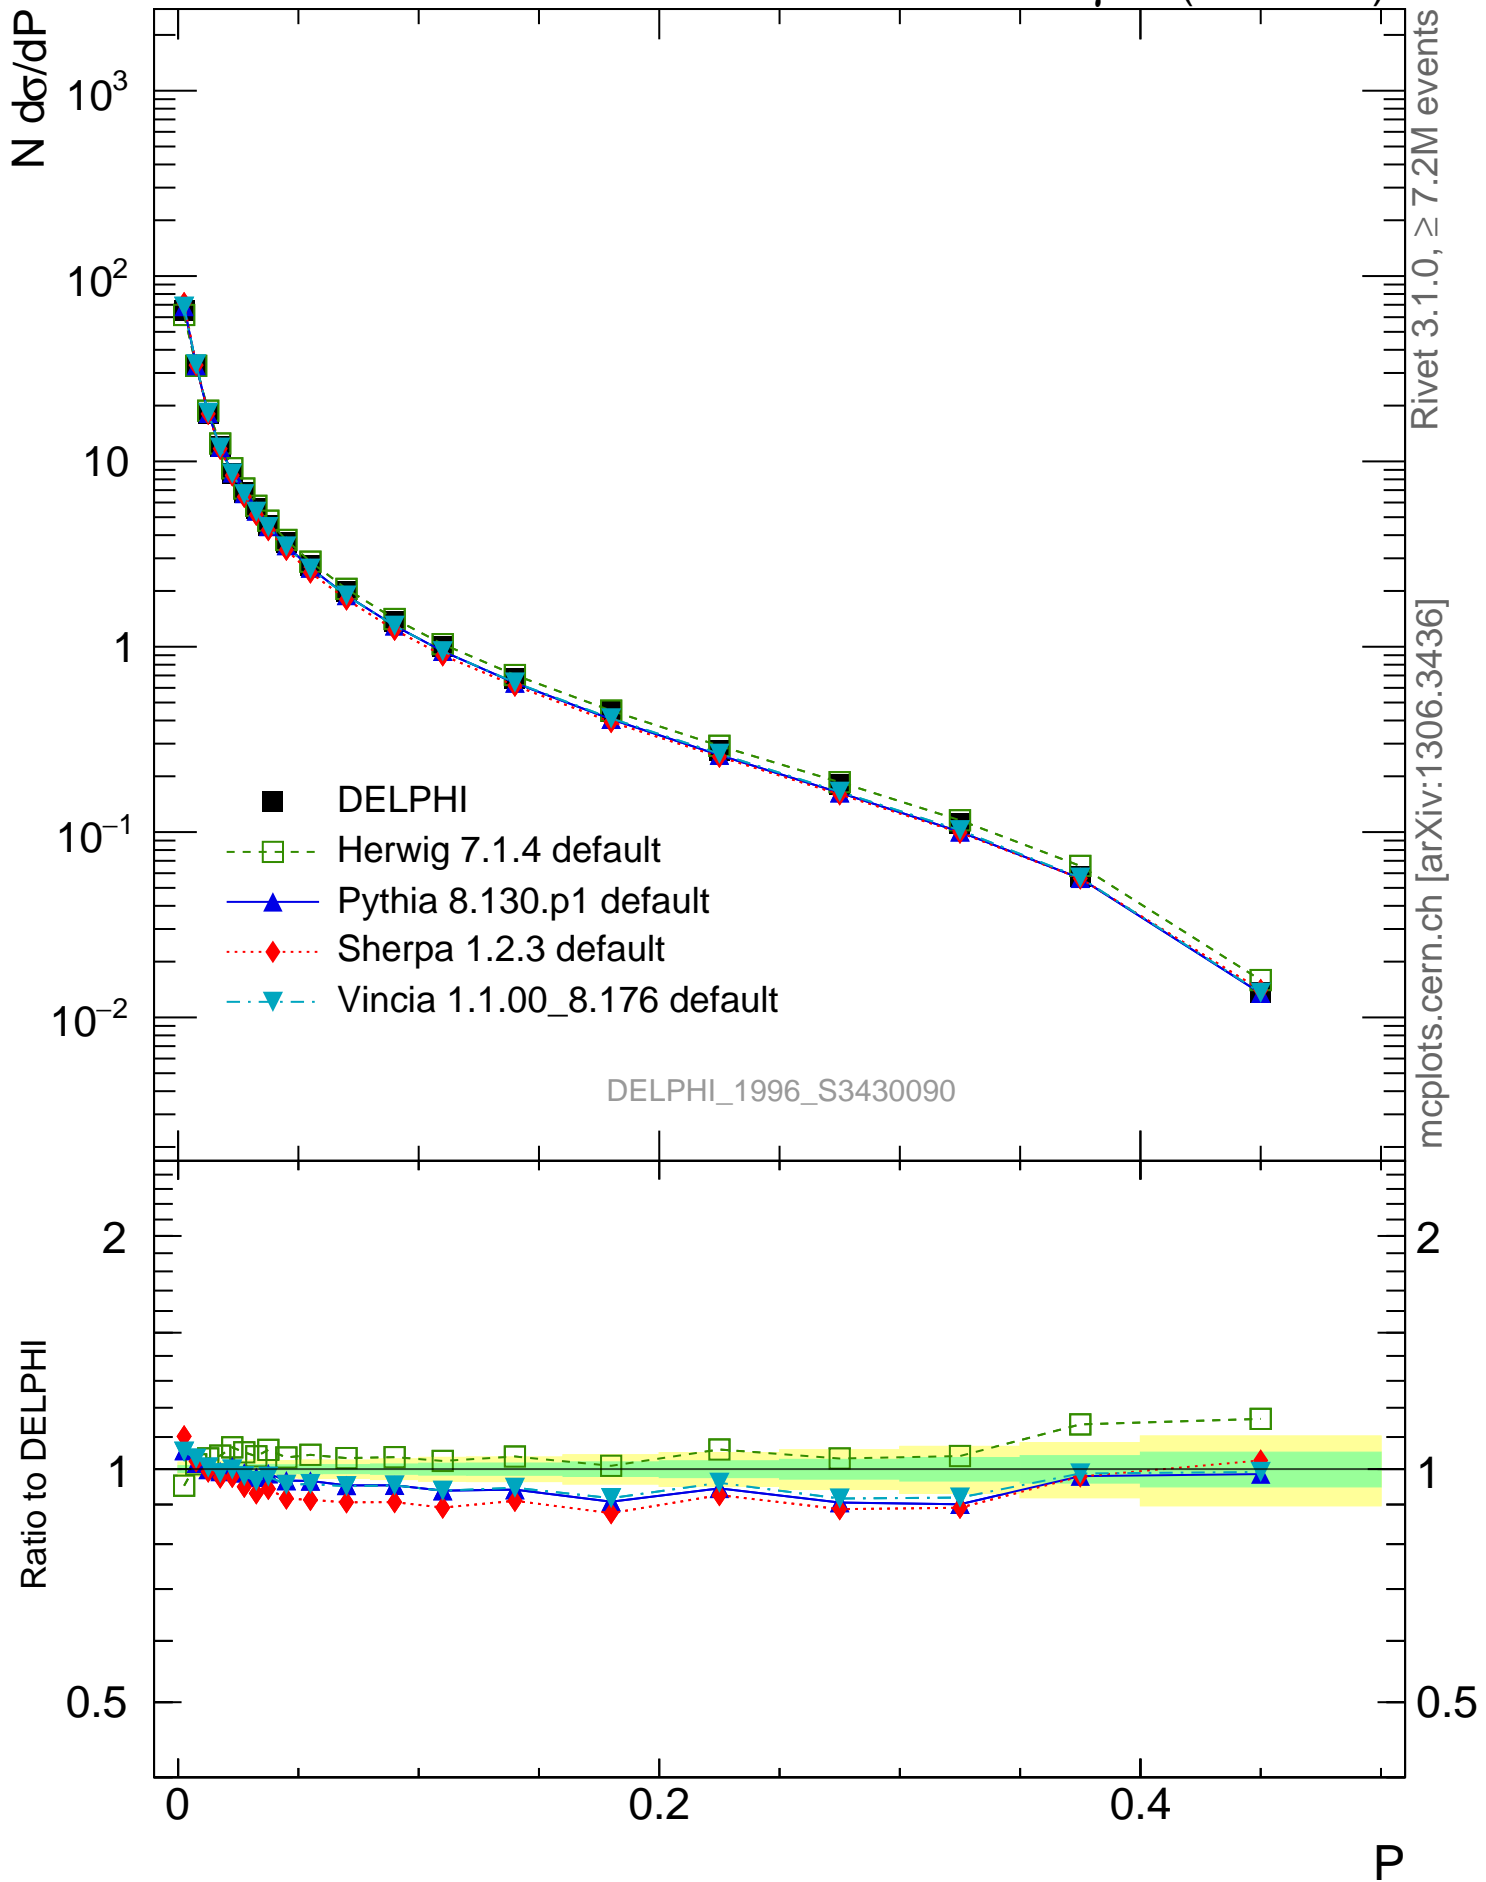 N dσ/dP
10³
10²
10
1
10⁻¹
10⁻²
DELPHI
Herwig 7.1.4 default
Pythia 8.130.p1 default
Sherpa 1.2.3 default
Vincia 1.1.00_8.176 default
DELPHI_1996_S3430090
Rivet 3.1.0, ≥ 7.2M events
mcplots.cern.ch [arXiv:1306.3436]
Ratio to DELPHI
2
1
0.5
2
1
0.5
0
0.2
0.4
P